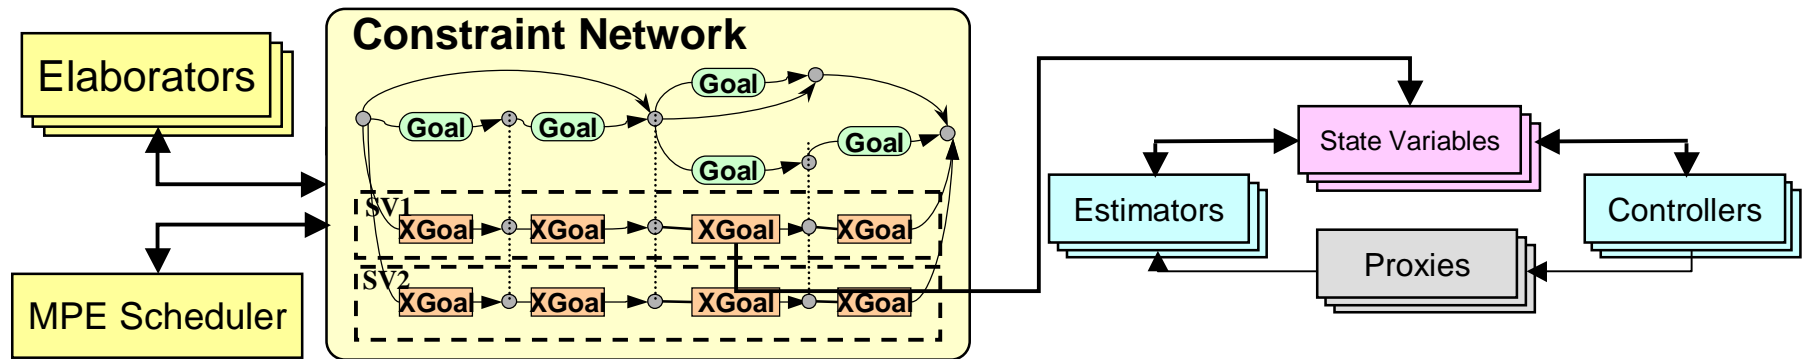 Constraint Network
Elaborators
Goal
Goal
Goal
Goal
Goal
State Variables
SV1
XGoal
XGoal
XGoal
XGoal
Estimators
Controllers
Proxies
SV2
XGoal
XGoal
XGoal
XGoal
MPE Scheduler